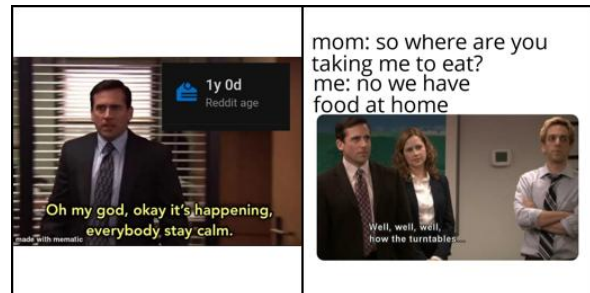 1y 0d
Reddit age
Oh my god, okay it's happening,
everybody stay calm.
made with mematic
mom: so where are you
taking me to eat?
me: no we have
food at home
Well, well, well,
how the turntables...